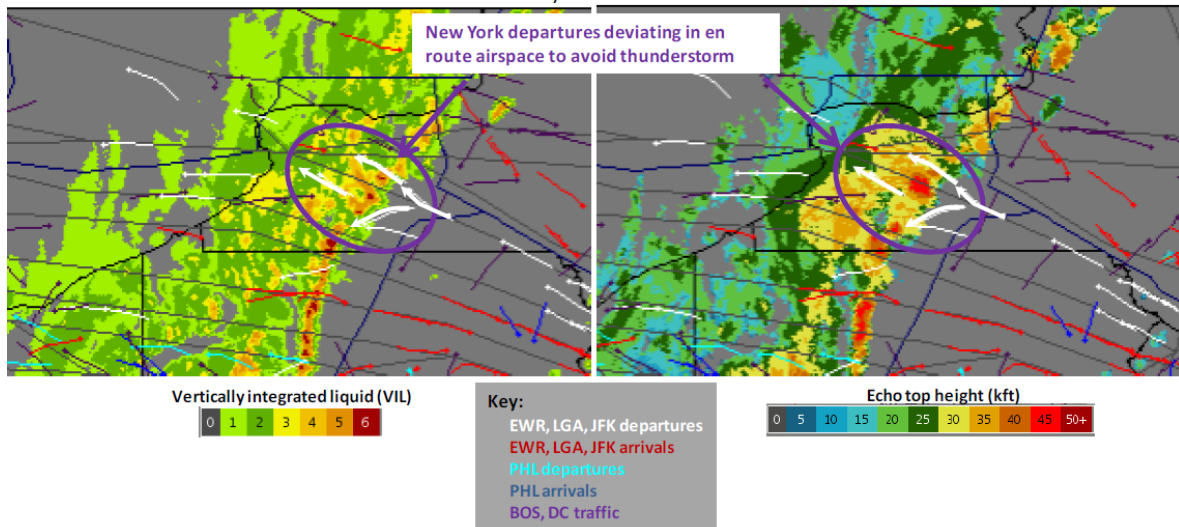 New York departures deviating in en
route airspace to avoid thunderstorm
Vertically integrated liquid (VIL)
0 1 2 3 4 5 6
Key:
EWR, LGA, JFK departures
EWR, LGA, JFK arrivals
PHL departures
PHL arrivals
BOS, DC traffic
Echo top height (kft)
0 5 10 15 20 25 30 35 40 45 50+